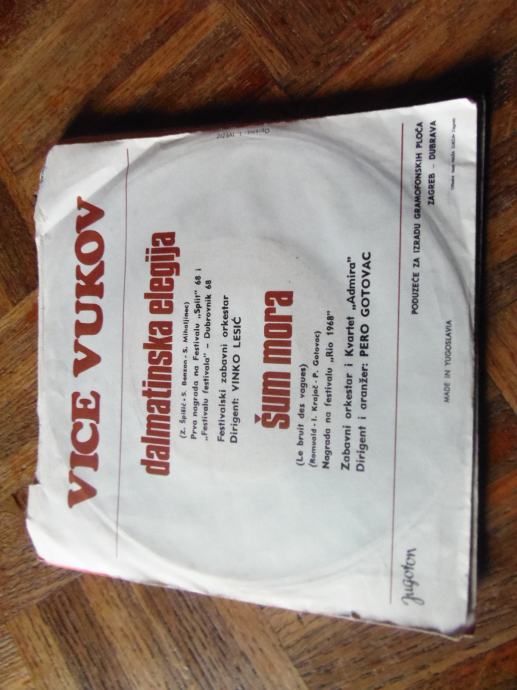 VICE VUKOV
dalmatinska elegija
(Z. Špišić - S. Benzon - S. Mihaljinec)
Prva nagrada na Festivalu „Split" 68 i
„Festivalu festivala" – Dubrovnik 68
Festivalski zabavni orkestar
Dirigent: VINKO LESIĆ
šum mora
(Le bruit des vagues)
(Romvald - I. Krajač - P. Gotovac)
Nagrada na festivalu „Rio 1968"
Zabavni orkestar i Kvartet „Admira"
Dirigent i aranžer: PERO GOTOVAC
Jugoton
MADE IN YUGOSLAVIA
PODUZEĆE ZA IZRADU GRAMOFONSKIH PLOČA
ZAGREB - DUBRAVA